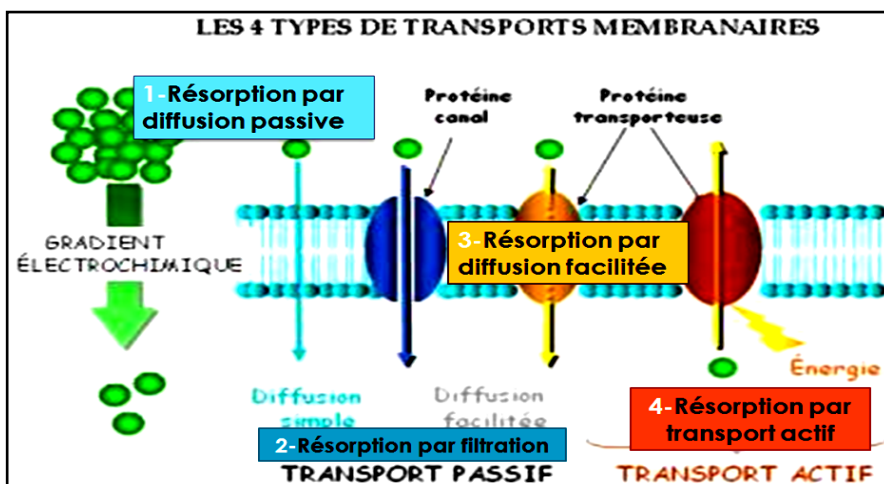 LES 4 TYPES DE TRANSPORTS MEMBRANAIRES
1-Résorption par
diffusion passive
Protéine
canal
Protéine
transporteuse
GRADIENT
ÉLECTROCHIMIQUE
3-Résorption par
diffusion facilitée
Énergie
Diffusion
simple
Diffusion
facilitée
4-Résorption par
transport actif
2-Résorption par filtration
TRANSPORT PASSIF
TRANSPORT ACTIF